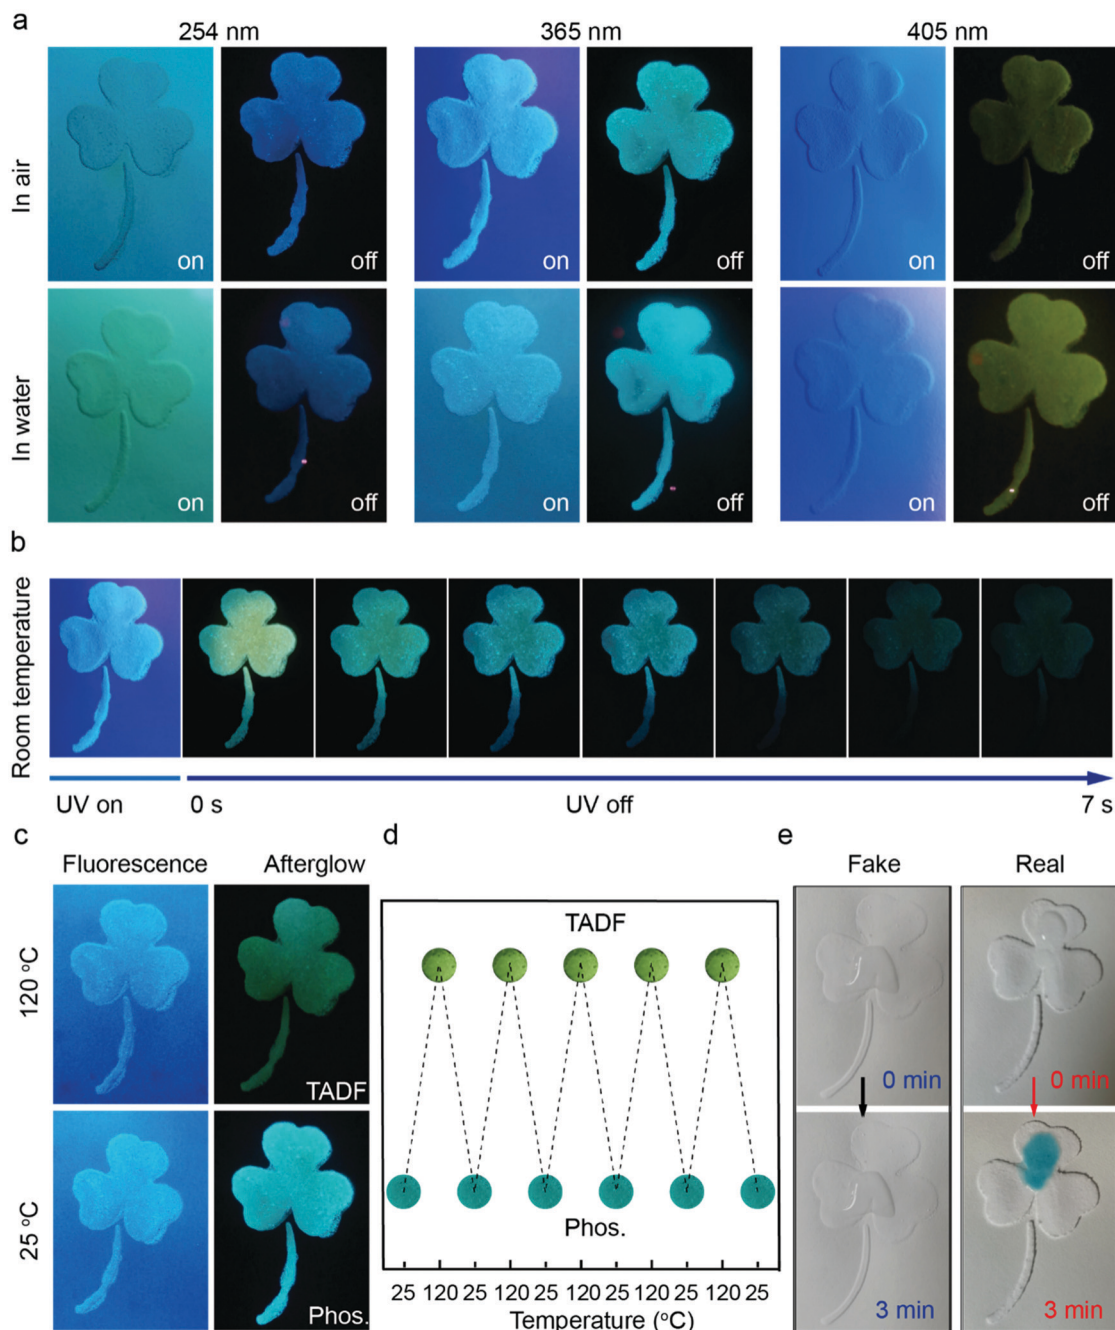 a
254 nm 365 nm 405 nm
In air
on off on off on off
In water
on off on off on off
b
Room temperature
UV on 0 s UV off 7 s
c
Fluorescence Afterglow
120 °C
TADF
25 °C
Phos.
d
TADF
Phos.
25 120 25 120 25 120 25 120 25 120 25
Temperature (°C)
e
Fake Real
0 min 0 min
3 min 3 min